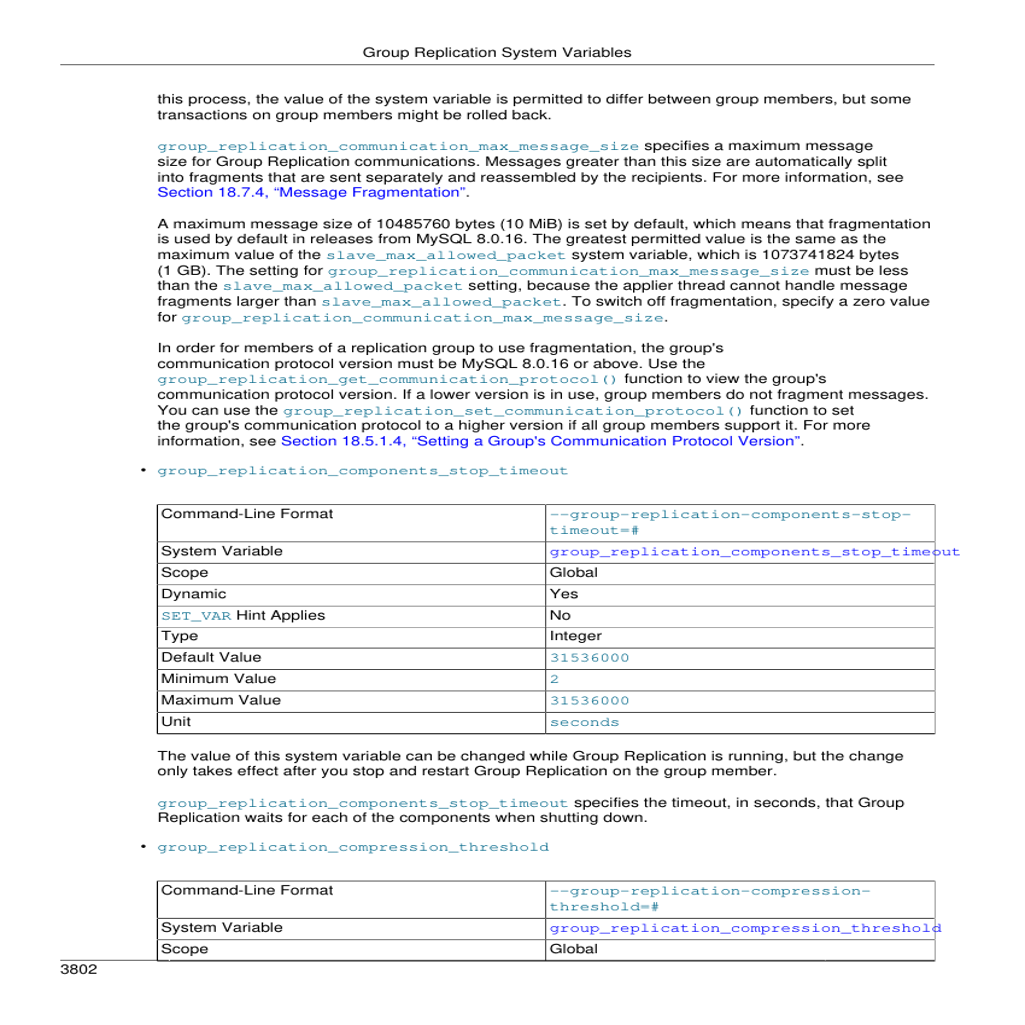 Group Replication System Variables
this process, the value of the system variable is permitted to differ between group members, but some
transactions on group members might be rolled back.
group_replication_communication_max_message_size specifies a maximum message
size for Group Replication communications. Messages greater than this size are automatically split
into fragments that are sent separately and reassembled by the recipients. For more information, see
Section 18.7.4, “Message Fragmentation”.
A maximum message size of 10485760 bytes (10 MiB) is set by default, which means that fragmentation
is used by default in releases from MySQL 8.0.16. The greatest permitted value is the same as the
maximum value of the slave_max_allowed_packet system variable, which is 1073741824 bytes
(1 GB). The setting for group_replication_communication_max_message_size must be less
than the slave_max_allowed_packet setting, because the applier thread cannot handle message
fragments larger than slave_max_allowed_packet. To switch off fragmentation, specify a zero value
for group_replication_communication_max_message_size.
In order for members of a replication group to use fragmentation, the group's
communication protocol version must be MySQL 8.0.16 or above. Use the
group_replication_get_communication_protocol() function to view the group's
communication protocol version. If a lower version is in use, group members do not fragment messages.
You can use the group_replication_set_communication_protocol() function to set
the group's communication protocol to a higher version if all group members support it. For more
information, see Section 18.5.1.4, “Setting a Group's Communication Protocol Version”.
• group_replication_components_stop_timeout
Command-Line Format --group-replication-components-stop-
timeout=#
System Variable group_replication_components_stop_timeout
Scope Global
Dynamic Yes
SET_VAR Hint Applies No
Type Integer
Default Value 31536000
Minimum Value 2
Maximum Value 31536000
Unit seconds
The value of this system variable can be changed while Group Replication is running, but the change
only takes effect after you stop and restart Group Replication on the group member.
group_replication_components_stop_timeout specifies the timeout, in seconds, that Group
Replication waits for each of the components when shutting down.
• group_replication_compression_threshold
Command-Line Format --group-replication-compression-
threshold=#
System Variable group_replication_compression_threshold
Scope Global
3802